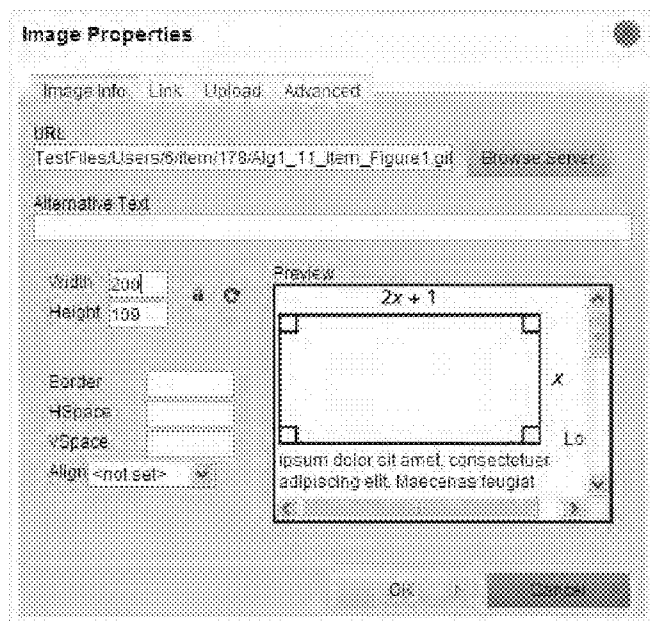 Image Properties
Image Info Link Upload Advanced
URL
TestFiles/Users/6/Item/178/Alg1_11_Item_Figure1.gif Browse Server
Alternative Text
Width 200
Height 109
Border
HSpace
VSpace
Align <not set>
Preview
2x + 1
x
Lo
ipsum dolor sit amet, consectetuer
adipiscing elit. Maecenas feugiat
OK Cancel